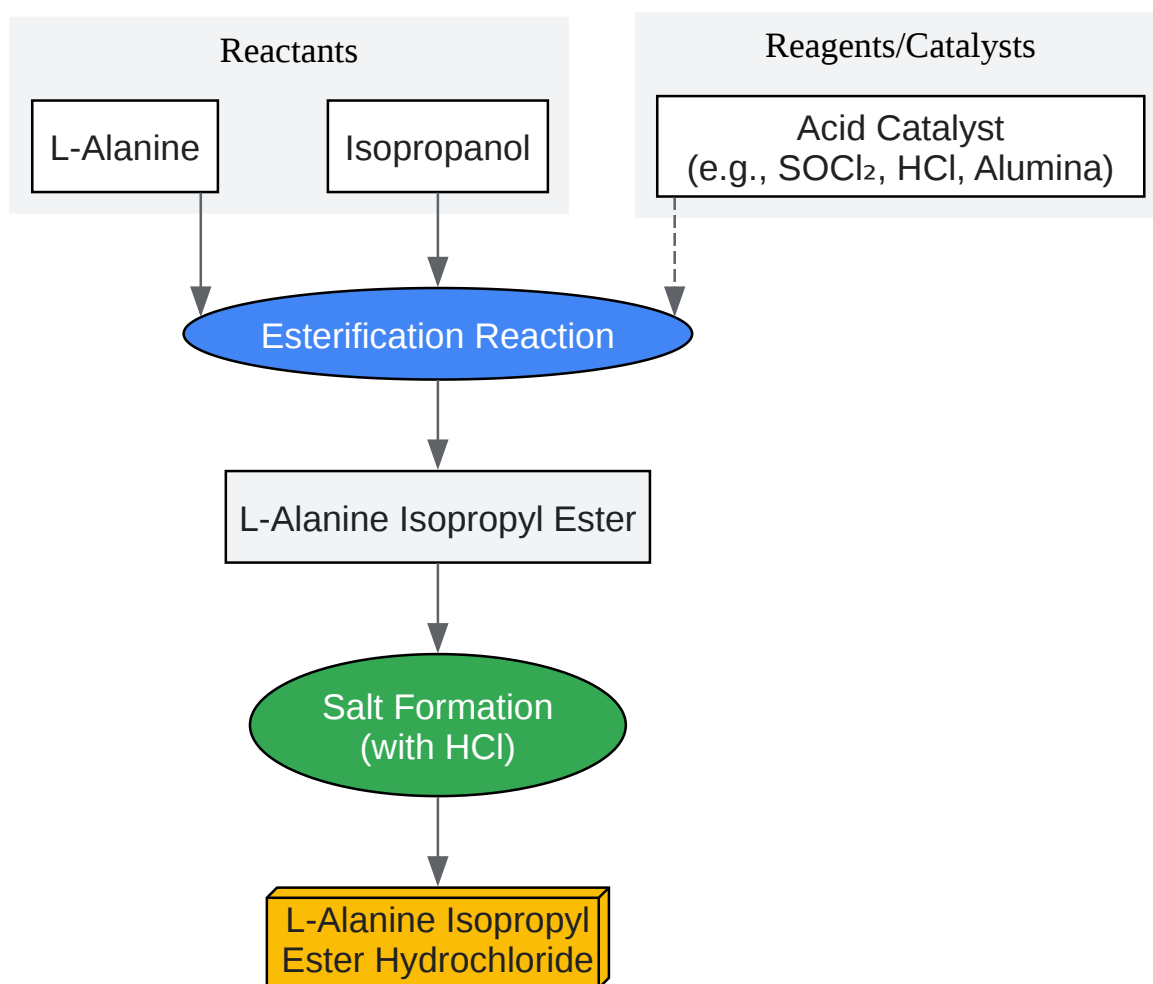 Reactants
Reagents/Catalysts
L-Alanine
Isopropanol
Acid Catalyst
(e.g., SOCl₂, HCl, Alumina)
Esterification Reaction
L-Alanine Isopropyl Ester
Salt Formation
(with HCl)
L-Alanine Isopropyl
Ester Hydrochloride